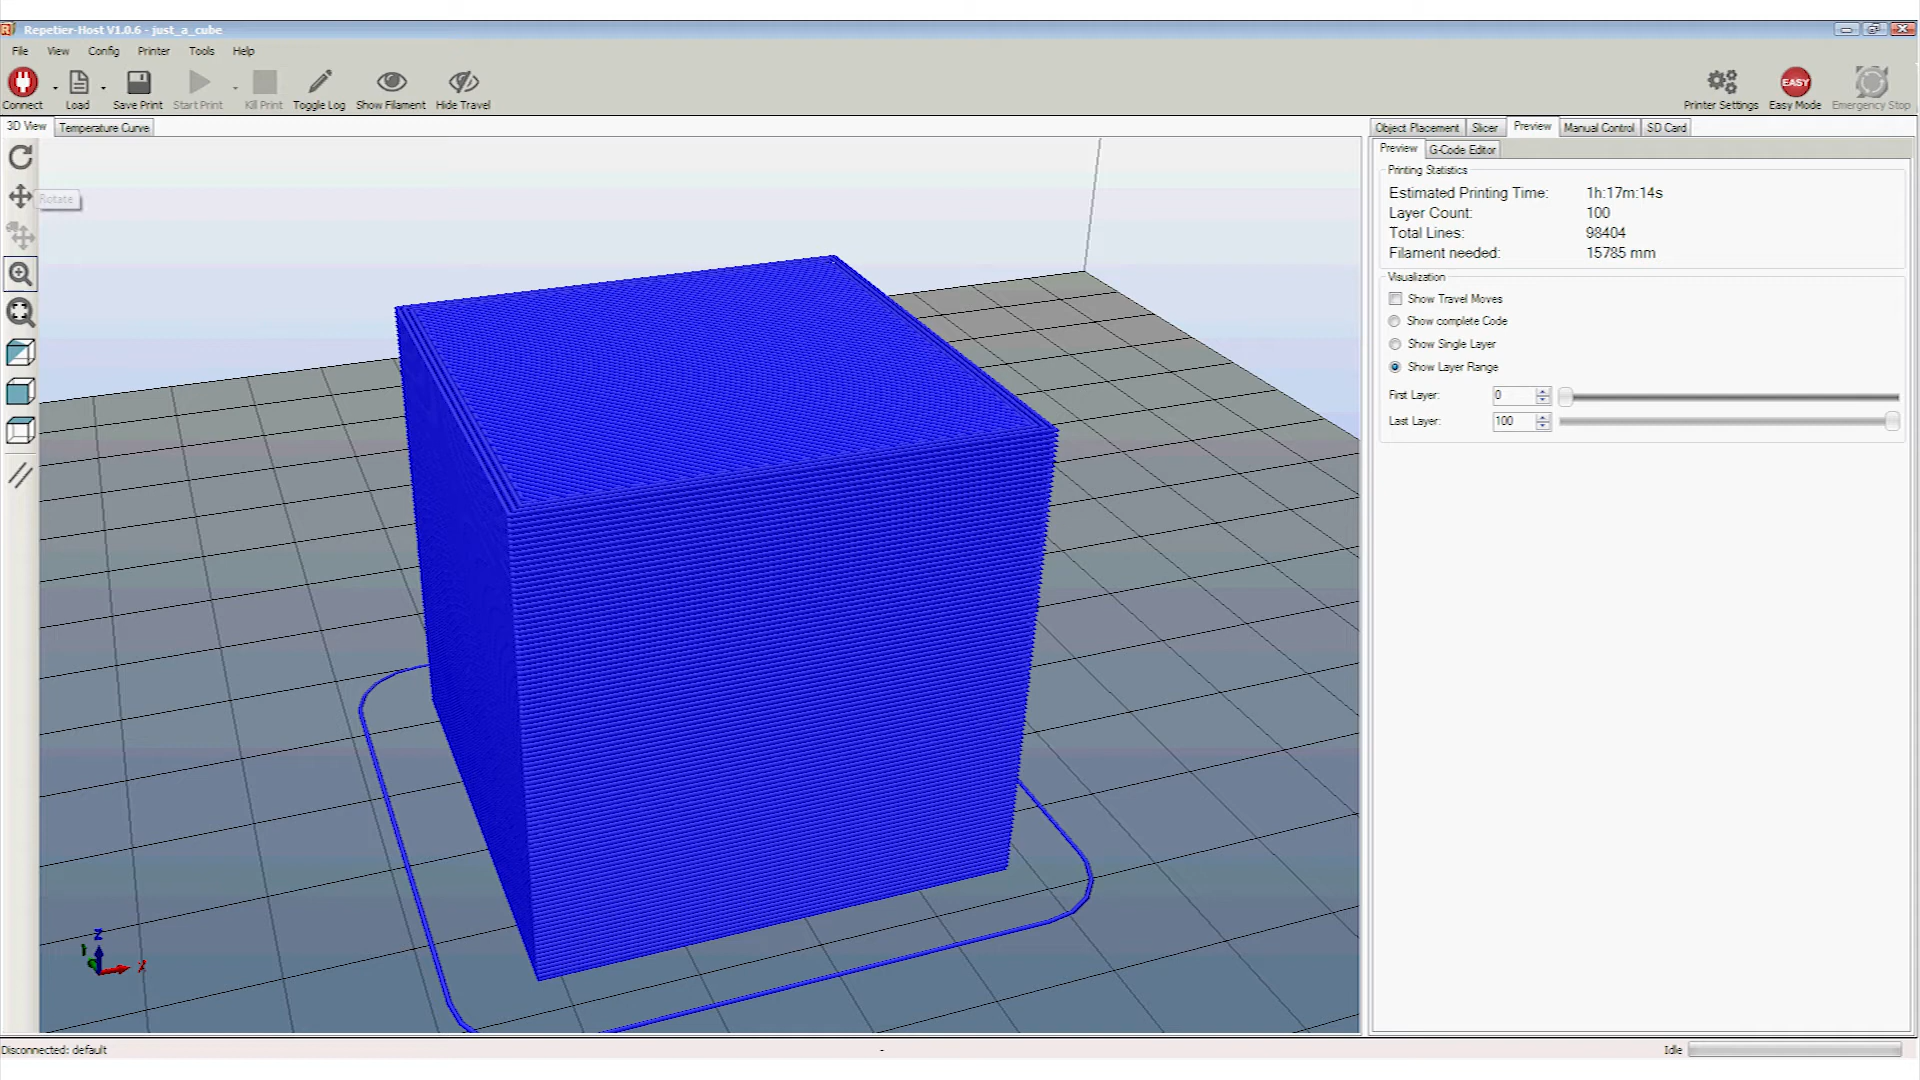 Repetier-Host V1.0.6 - just_a_cube
File View Config Printer Tools Help
Connect Load Save Print Start Print Kill Print Toggle Log Show Filament Hide Travel
EASY
Printer Settings Easy Mode Emergency Stop
3D View Temperature Curve
Object Placement Slicer Preview Manual Control SD Card
Preview G-Code Editor
Rotate
Printing Statistics
Estimated Printing Time: 1h:17m:14s
Layer Count: 100
Total Lines: 98404
Filament needed: 15785 mm
Visualization
Show Travel Moves
Show complete Code
Show Single Layer
Show Layer Range
First Layer: 0
Last Layer: 100
Z
X
Disconnected: default
-
Idle